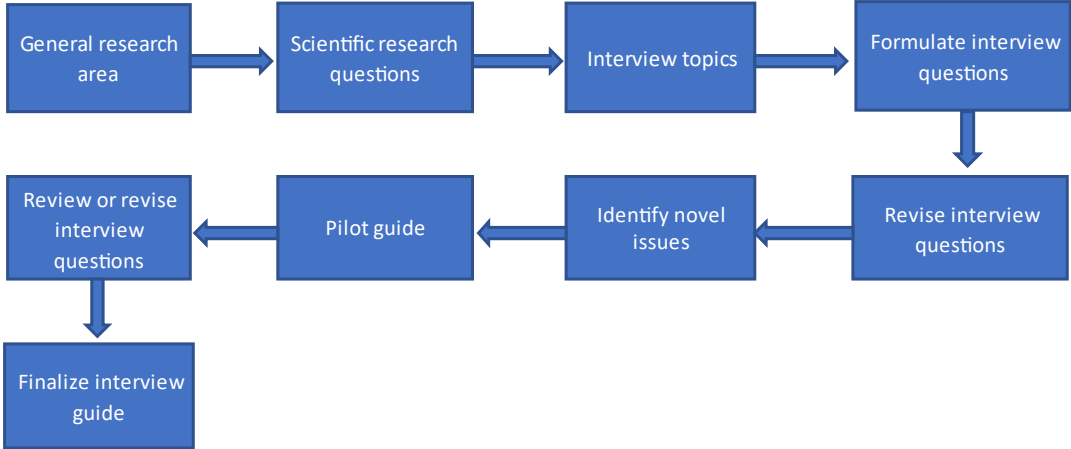 General research
area
Scientific research
questions
Interview topics
Formulate interview
questions
Revise interview
questions
Identify novel
issues
Pilot guide
Review or revise
interview
questions
Finalize interview
guide